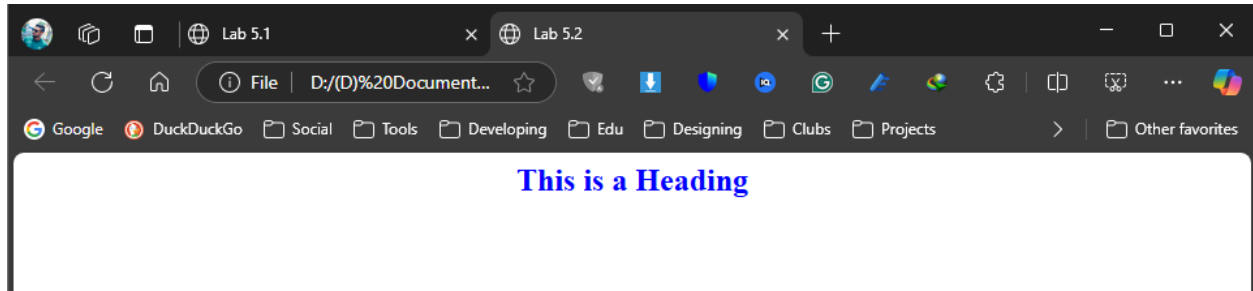 Lab 5.1 Lab 5.2
File D:/(D)%20Document...
Google DuckDuckGo Social Tools Developing Edu Designing Clubs Projects Other favorites
This is a Heading